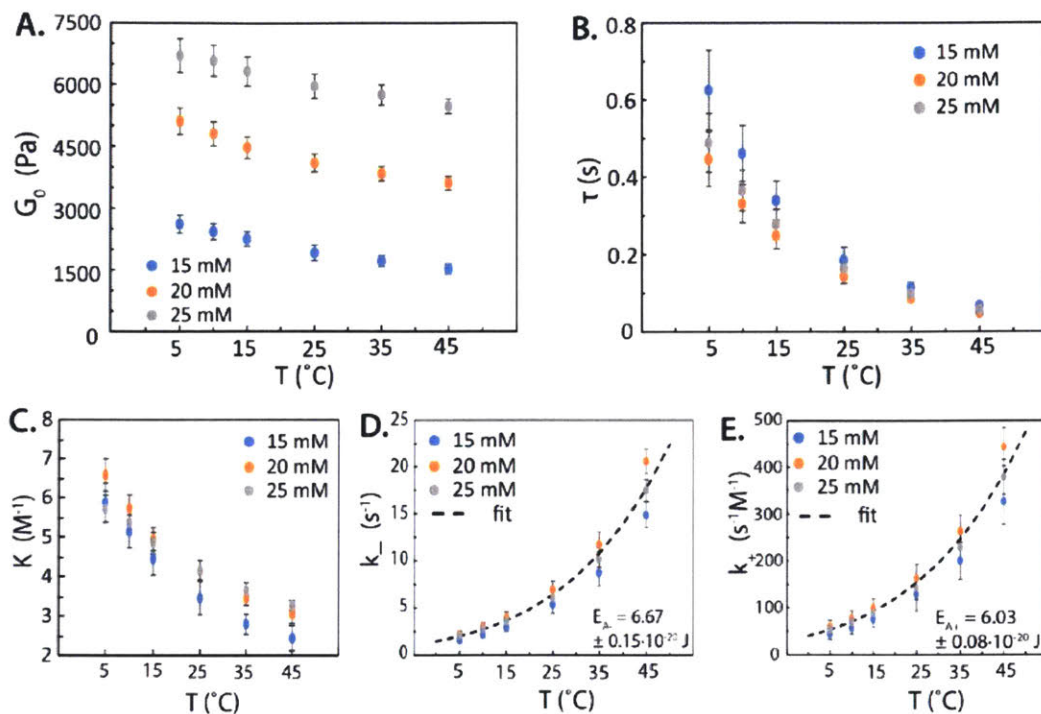 A.
7500
6000
4500
3000
1500
0
G₀ (Pa)
15 mM
20 mM
25 mM
5 15 25 35 45
T (°C)
B.
0.8
0.6
0.4
0.2
0
τ (s)
15 mM
20 mM
25 mM
5 15 25 35 45
T (°C)
C.
8
7
6
5
4
3
2
K (M⁻¹)
15 mM
20 mM
25 mM
5 15 25 35 45
T (°C)
D.
25
20
15
10
5
0
k₋ (s⁻¹)
15 mM
20 mM
25 mM
fit
= 6.67
± 0.15·10⁻²⁰ J
5 15 25 35 45
T (°C)
E.
500
400
300
200
100
0
k₊ (s⁻¹M⁻¹)
15 mM
20 mM
25 mM
fit
= 6.03
± 0.08·10⁻²⁰ J
5 15 25 35 45
T (°C)